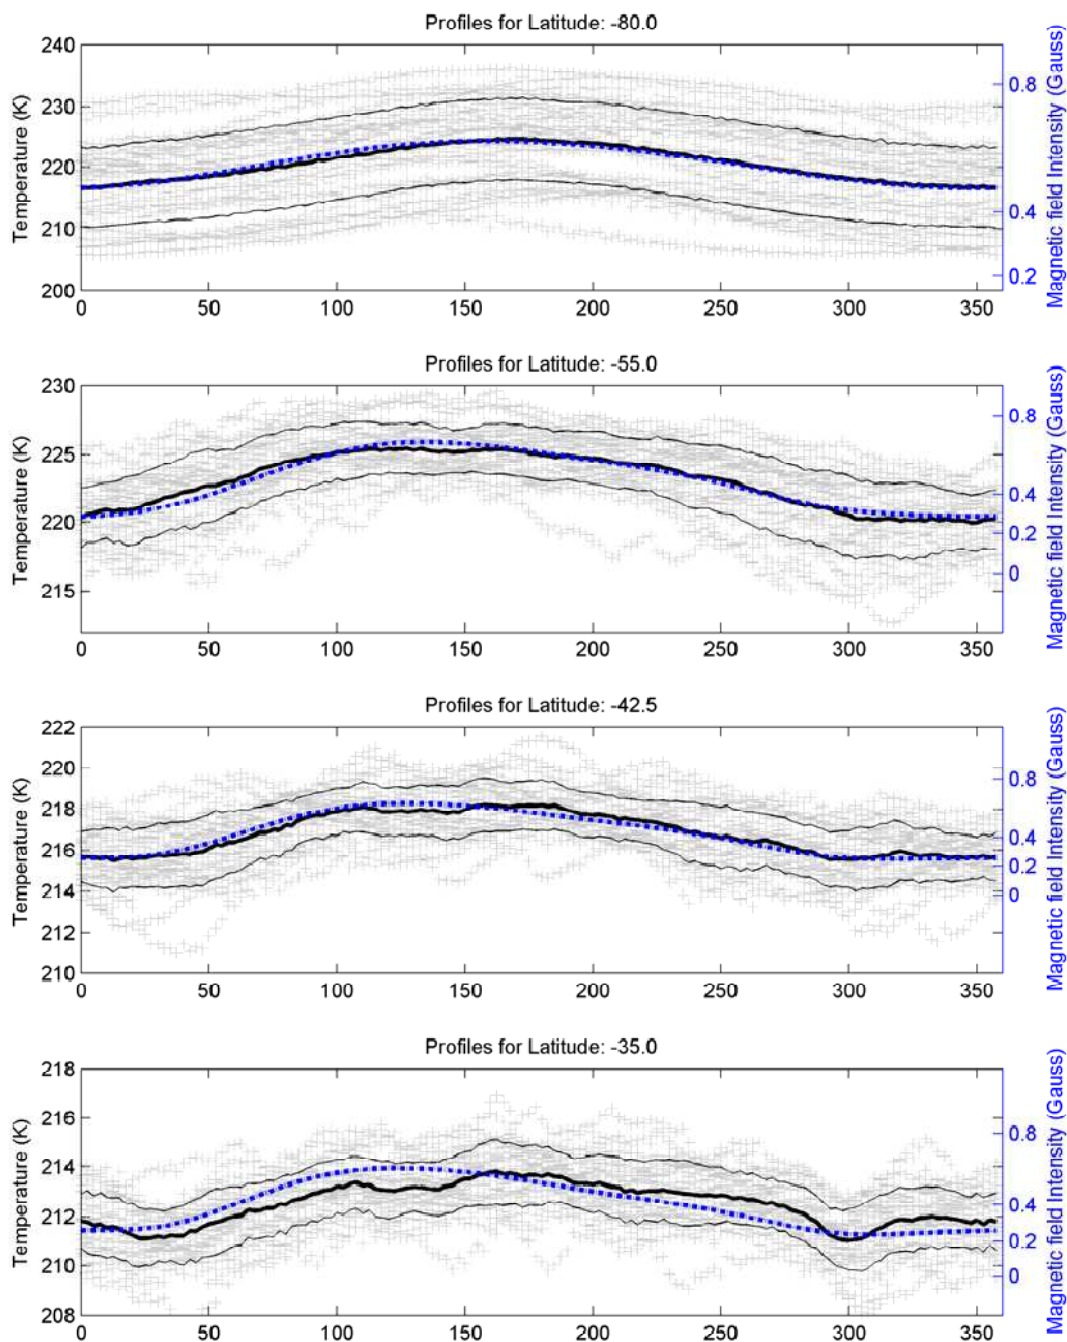 Profiles for Latitude: -80.0
Temperature (K)
240
230
220
210
200
0 50 100 150 200 250 300 350
0.8
0.4
0.2
Magnetic field Intensity (Gauss)
Profiles for Latitude: -55.0
Temperature (K)
230
225
220
215
0 50 100 150 200 250 300 350
0.8
0.4
0.2
0
Magnetic field Intensity (Gauss)
Profiles for Latitude: -42.5
Temperature (K)
222
220
218
216
214
212
210
0 50 100 150 200 250 300 350
0.8
0.4
0.2
0
Magnetic field Intensity (Gauss)
Profiles for Latitude: -35.0
Temperature (K)
218
216
214
212
210
208
0 50 100 150 200 250 300 350
0.8
0.4
0.2
0
Magnetic field Intensity (Gauss)